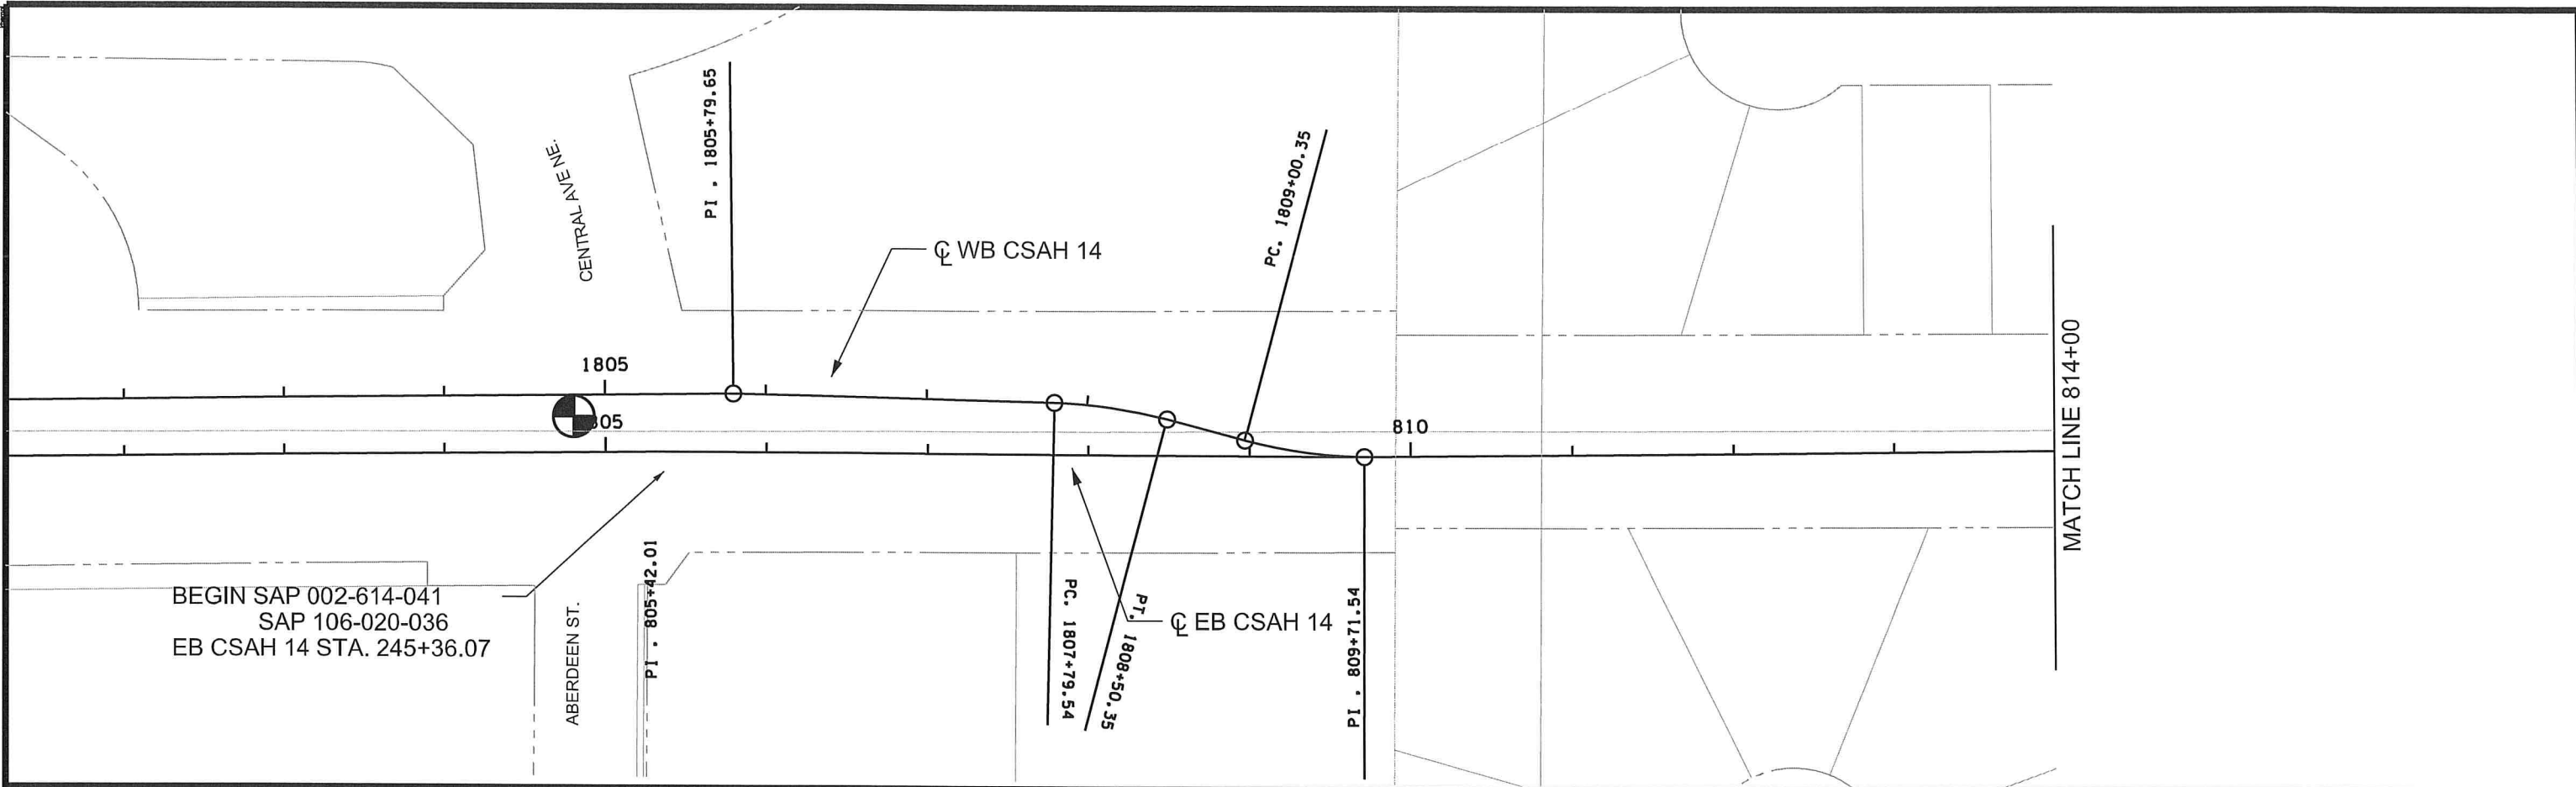 PI . 1805+79.65
CENTRAL AVE NE.
PC. 1809+00.35
℄ WB CSAH 14
1805
05
810
MATCH LINE 814+00
BEGIN SAP 002-614-041
SAP 106-020-036
EB CSAH 14 STA. 245+36.07
ABERDEEN ST.
PI . 805+42.01
PC. 1807+79.54
PT. 1808+50.35
℄ EB CSAH 14
PI . 809+71.54